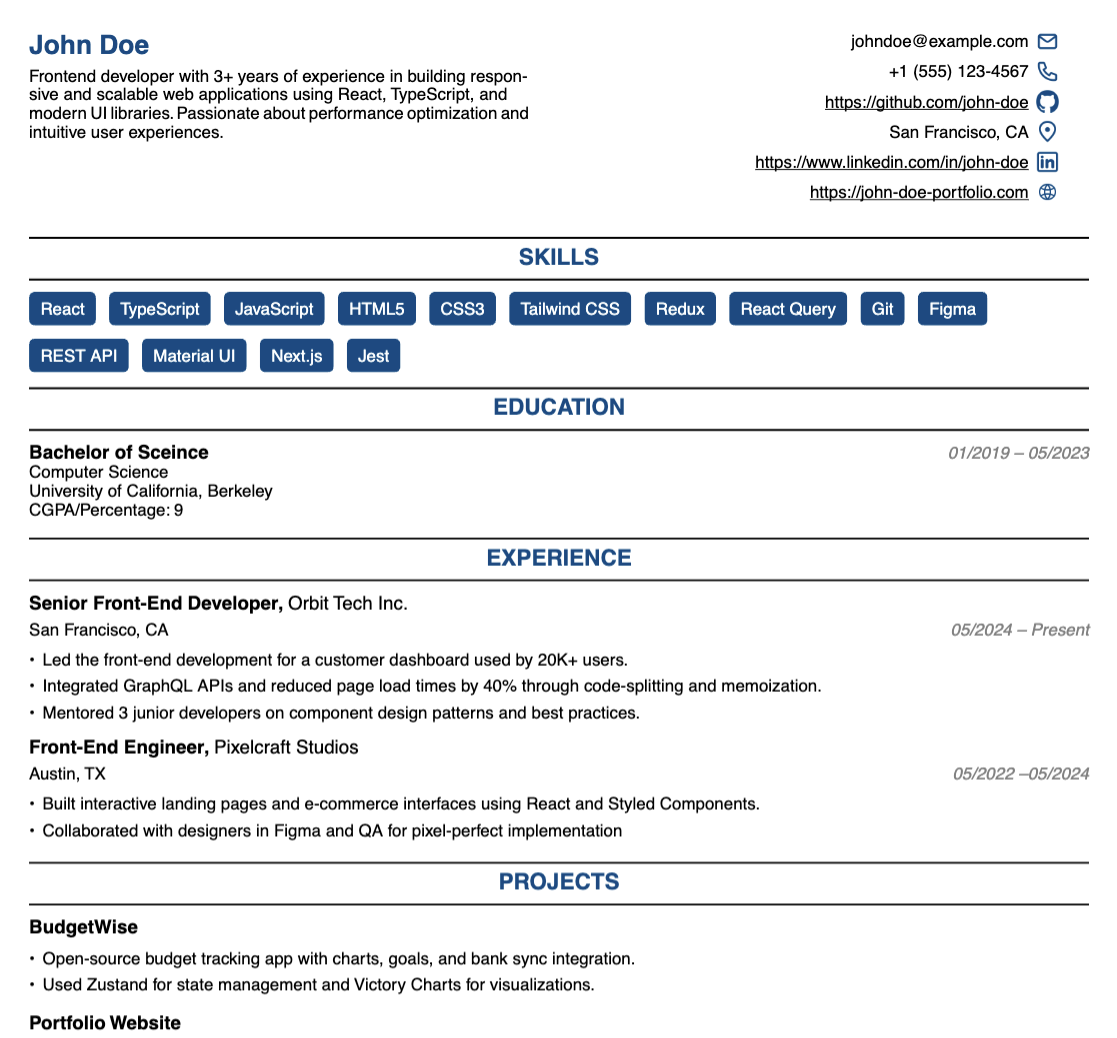 John Doe
Frontend developer with 3+ years of experience in building respon-
sive and scalable web applications using React, TypeScript, and
modern UI libraries. Passionate about performance optimization and
intuitive user experiences.
johndoe@example.com
+1 (555) 123-4567
https://github.com/john-doe
San Francisco, CA
https://www.linkedin.com/in/john-doe
https://john-doe-portfolio.com
SKILLS
React TypeScript JavaScript HTML5 CSS3 Tailwind CSS Redux React Query Git Figma
REST API Material UI Next.js Jest
EDUCATION
Bachelor of Sceince 01/2019 – 05/2023
Computer Science
University of California, Berkeley
CGPA/Percentage: 9
EXPERIENCE
Senior Front-End Developer, Orbit Tech Inc.
San Francisco, CA 05/2024 – Present
• Led the front-end development for a customer dashboard used by 20K+ users.
• Integrated GraphQL APIs and reduced page load times by 40% through code-splitting and memoization.
• Mentored 3 junior developers on component design patterns and best practices.
Front-End Engineer, Pixelcraft Studios
Austin, TX 05/2022 –05/2024
• Built interactive landing pages and e-commerce interfaces using React and Styled Components.
• Collaborated with designers in Figma and QA for pixel-perfect implementation
PROJECTS
BudgetWise
• Open-source budget tracking app with charts, goals, and bank sync integration.
• Used Zustand for state management and Victory Charts for visualizations.
Portfolio Website